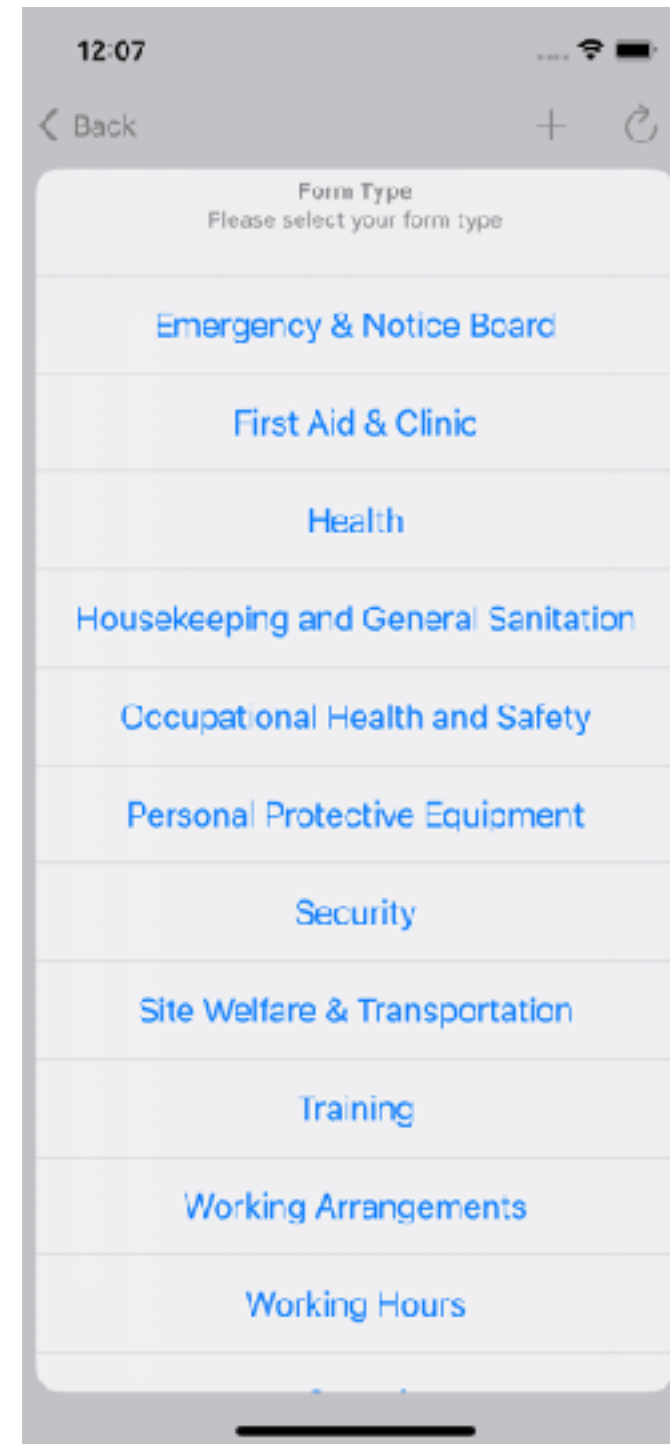 12:07
Back
Form Type
Please select your form type
Emergency & Notice Board
First Aid & Clinic
Health
Housekeeping and General Sanitation
Occupational Health and Safety
Personal Protective Equipment
Security
Site Welfare & Transportation
Training
Working Arrangements
Working Hours